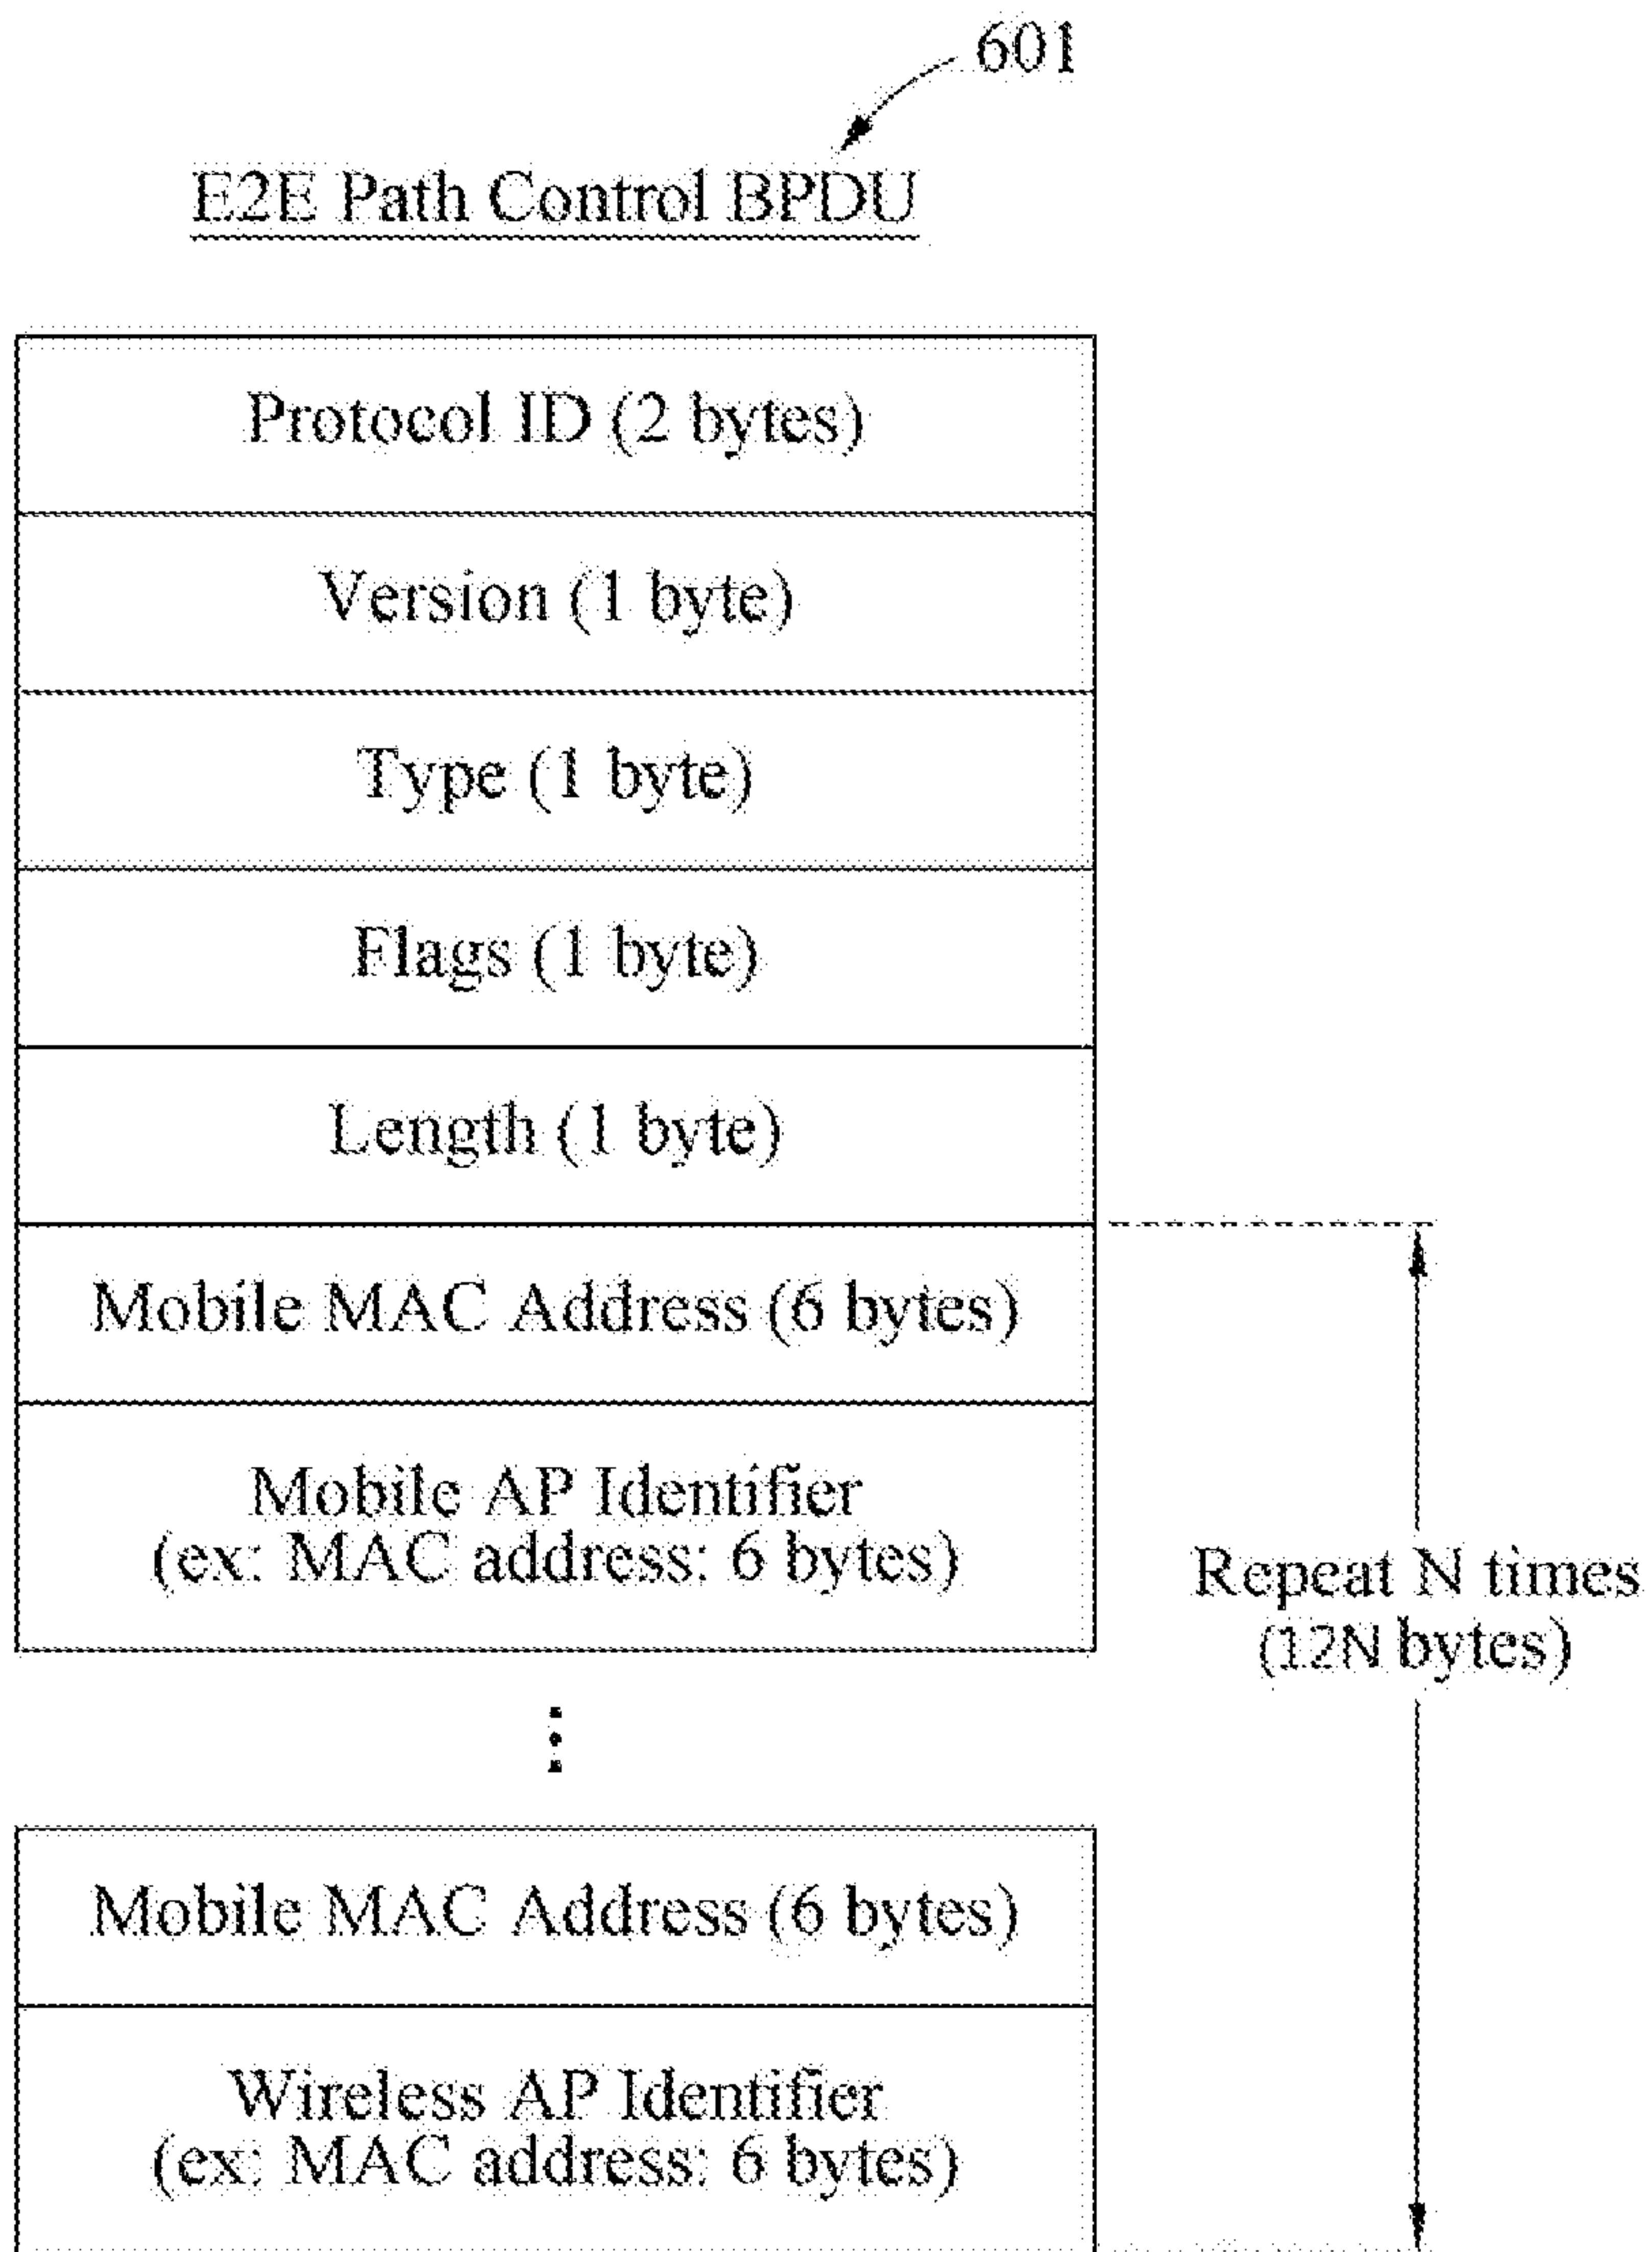 601
E2E Path Control BPDU
Protocol ID (2 bytes)
Version (1 byte)
Type (1 byte)
Flags (1 byte)
Length (1 byte)
Mobile MAC Address (6 bytes)
Mobile AP Identifier
(ex: MAC address: 6 bytes)
Repeat N times
(12N bytes)
Mobile MAC Address (6 bytes)
Wireless AP Identifier
(ex: MAC address: 6 bytes)